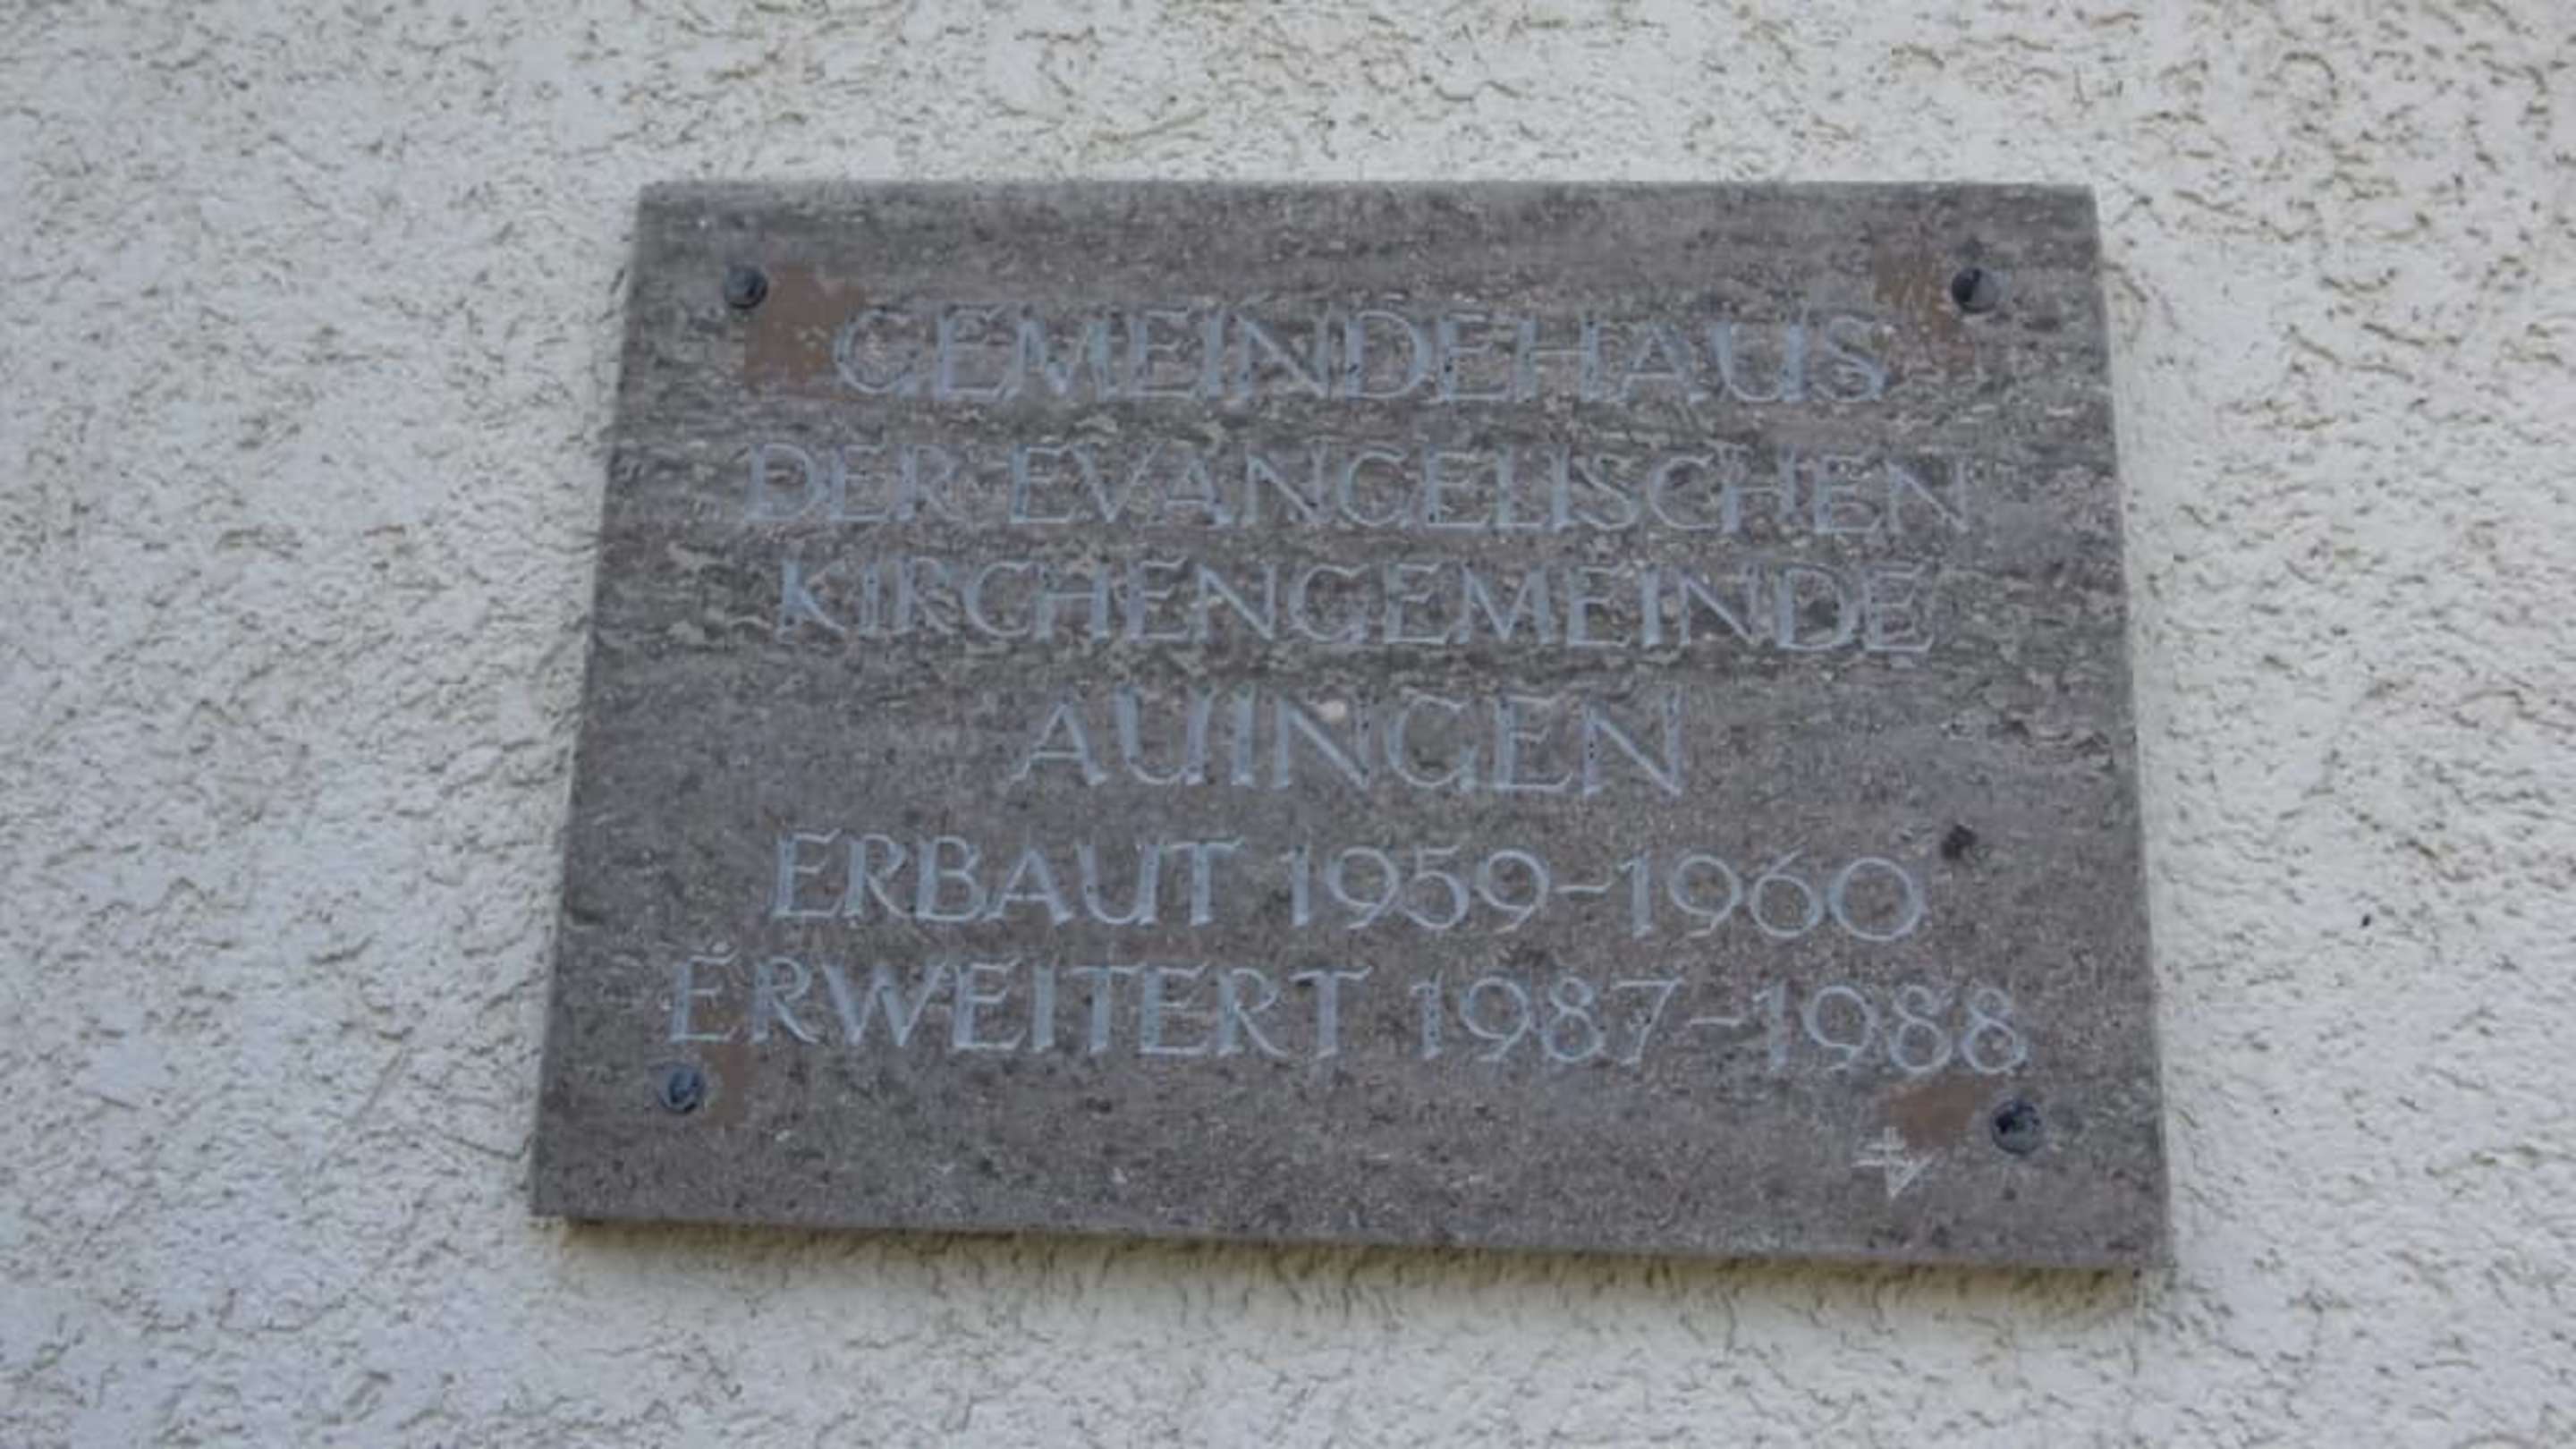 GEMEINDEHAUS
DER EVANGELISCHEN
KIRCHENGEMEINDE
AUINGEN
ERBAUT 1959-1960
ERWEITERT 1987-1988